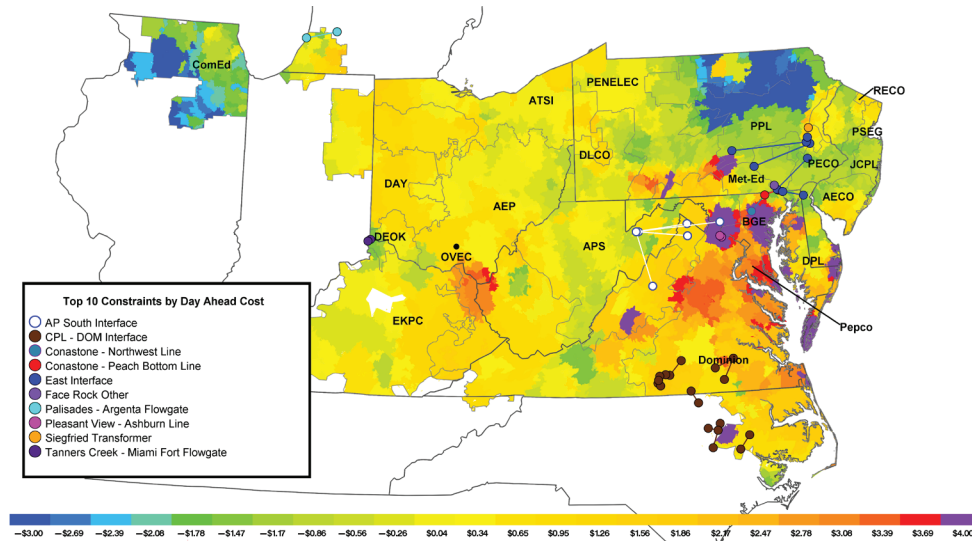 ComEd
ATSI
PENELEC
RECO
PPL
PSEG
DLCO
PECO
JCPL
Met-Ed
DAY
AECO
AEP
BGE
DEOK
APS
OVEC
DPL
Pepco
EKPC
Dominion
Top 10 Constraints by Day Ahead Cost
AP South Interface
CPL - DOM Interface
Conastone - Northwest Line
Conastone - Peach Bottom Line
East Interface
Face Rock Other
Palisades - Argenta Flowgate
Pleasant View - Ashburn Line
Siegfried Transformer
Tanners Creek - Miami Fort Flowgate
–$3.00 –$2.69 –$2.39 –$2.08 –$1.78 –$1.47 –$1.17 –$0.86 –$0.56 –$0.26 $0.04 $0.34 $0.65 $0.95 $1.26 $1.56 $1.86 $2.17 $2.47 $2.78 $3.08 $3.39 $3.69 $4.00